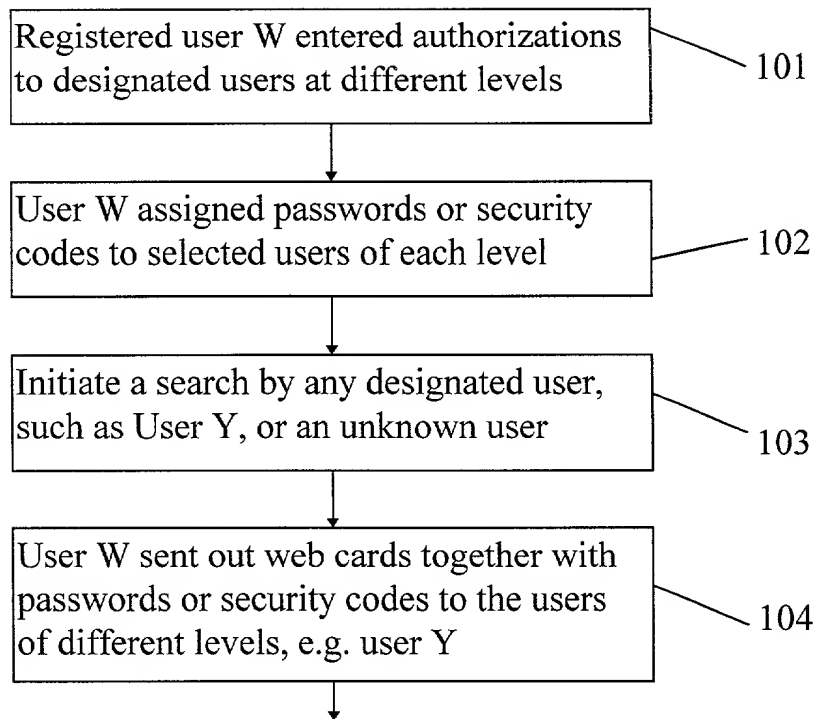 Registered user W entered authorizations
to designated users at different levels
101
User W assigned passwords or security
codes to selected users of each level
102
Initiate a search by any designated user,
such as User Y, or an unknown user
103
User W sent out web cards together with
passwords or security codes to the users
of different levels, e.g. user Y
104